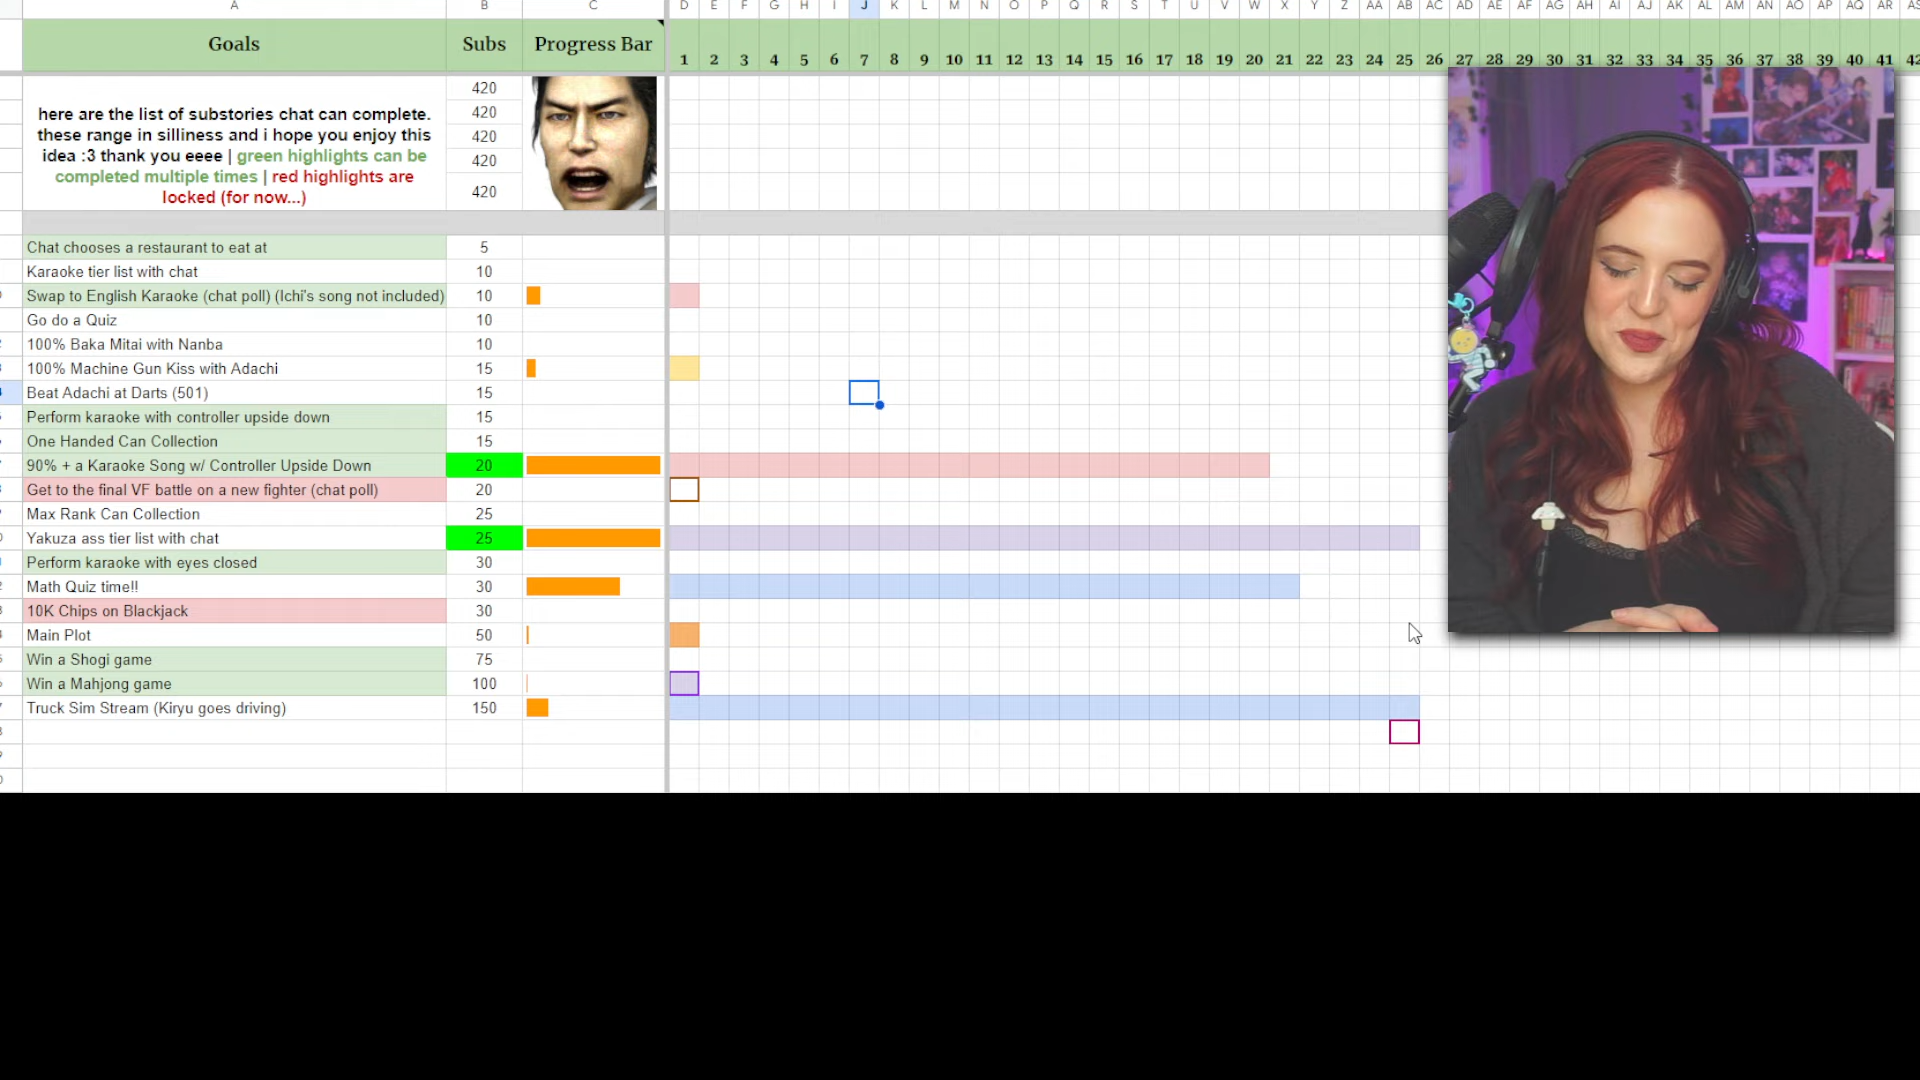 A B C D E F G H I J K L M N O P Q R S T U V W X Y Z AA AB AC AD AE AF AG AH AI AJ AK AL AM AN AO AP AQ AR
Goals Subs Progress Bar 1 2 3 4 5 6 7 8 9 10 11 12 13 14 15 16 17 18 19 20 21 22 23 24 25 26 27 28 29 30 31 32 33 34 35 36 37 38 39 40 41 42
420
here are the list of substories chat can complete.
420
these range in silliness and i hope you enjoy this
420
idea :3 thank you eeee | green highlights can be
420
completed multiple times | red highlights are
420
locked (for now...)
Chat chooses a restaurant to eat at 5
Karaoke tier list with chat 10
Swap to English Karaoke (chat poll) (Ichi's song not included) 10
Go do a Quiz 10
100% Baka Mitai with Nanba 10
100% Machine Gun Kiss with Adachi 15
Beat Adachi at Darts (501) 15
Perform karaoke with controller upside down 15
One Handed Can Collection 15
90% + a Karaoke Song w/ Controller Upside Down 20
Get to the final VF battle on a new fighter (chat poll) 20
Max Rank Can Collection 25
Yakuza ass tier list with chat 25
Perform karaoke with eyes closed 30
Math Quiz time!! 30
10K Chips on Blackjack 30
Main Plot 50
Win a Shogi game 75
Win a Mahjong game 100
Truck Sim Stream (Kiryu goes driving) 150